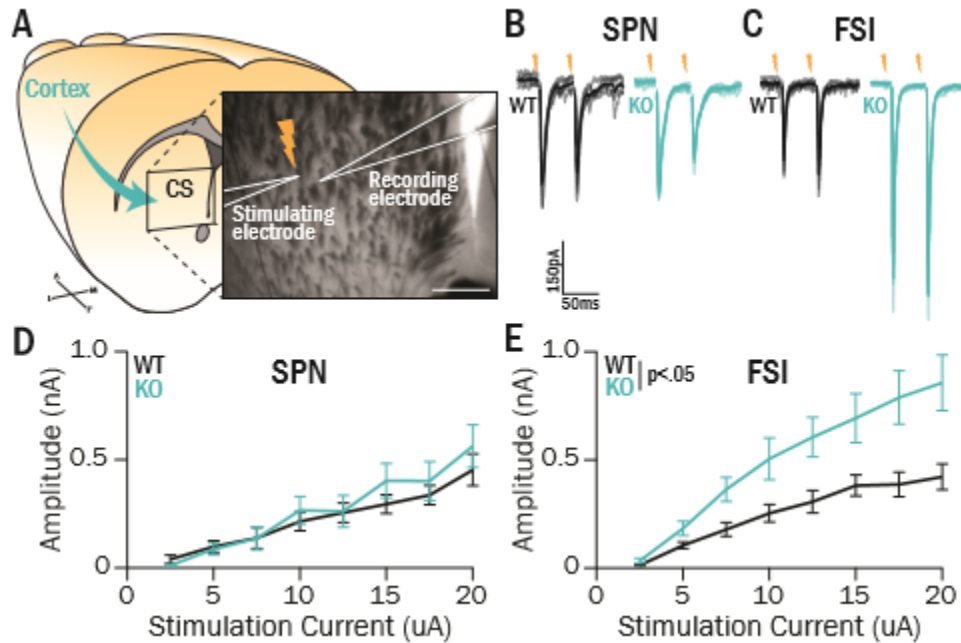 A
Cortex
CS
Stimulating
electrode
Recording
electrode
B
SPN
WT
KO
150pA
50ms
C
FSI
WT
KO
D
SPN
WT
KO
Amplitude (nA)
1.0
0.5
0
0
5
10
15
20
Stimulation Current (uA)
E
FSI
WT
KO
p<.05
Amplitude (nA)
1.0
0.5
0
0
5
10
15
20
Stimulation Current (uA)